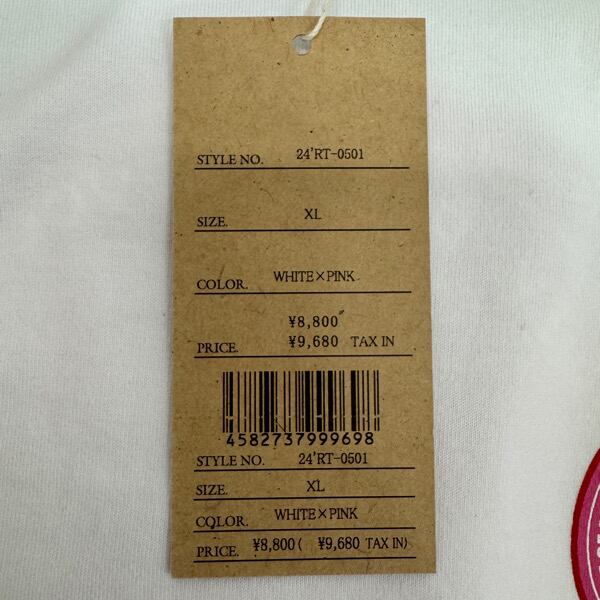 STYLE NO. 24'RT-0501
SIZE. XL
COLOR. WHITE×PINK
¥8,800
PRICE. ¥9,680 TAX IN
4582737999698
STYLE NO. 24'RT-0501
SIZE. XL
COLOR. WHITE×PINK
PRICE. ¥8,800( ¥9,680 TAX IN)